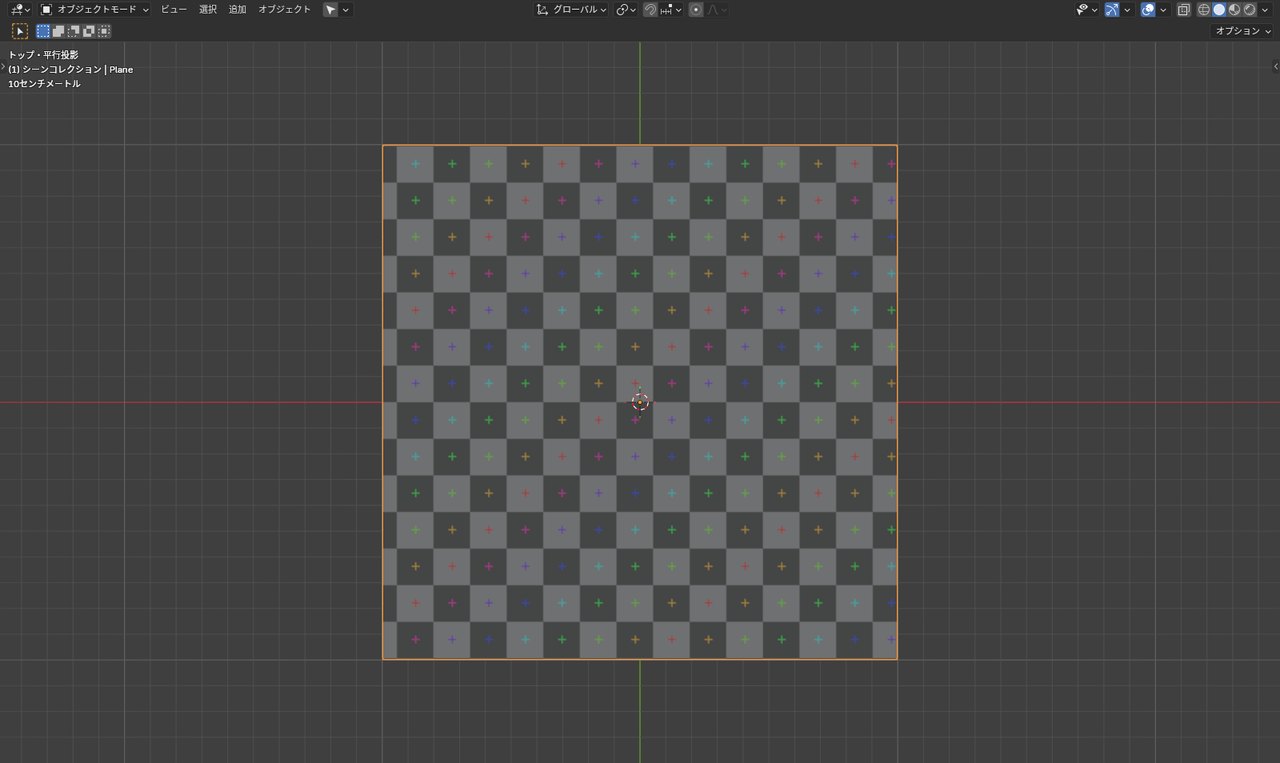 オブジェクトモード ビュー 選択 追加 オブジェクト グローバル
オプション
トップ・平行投影
(1) シーンコレクション | Plane
10センチメートル